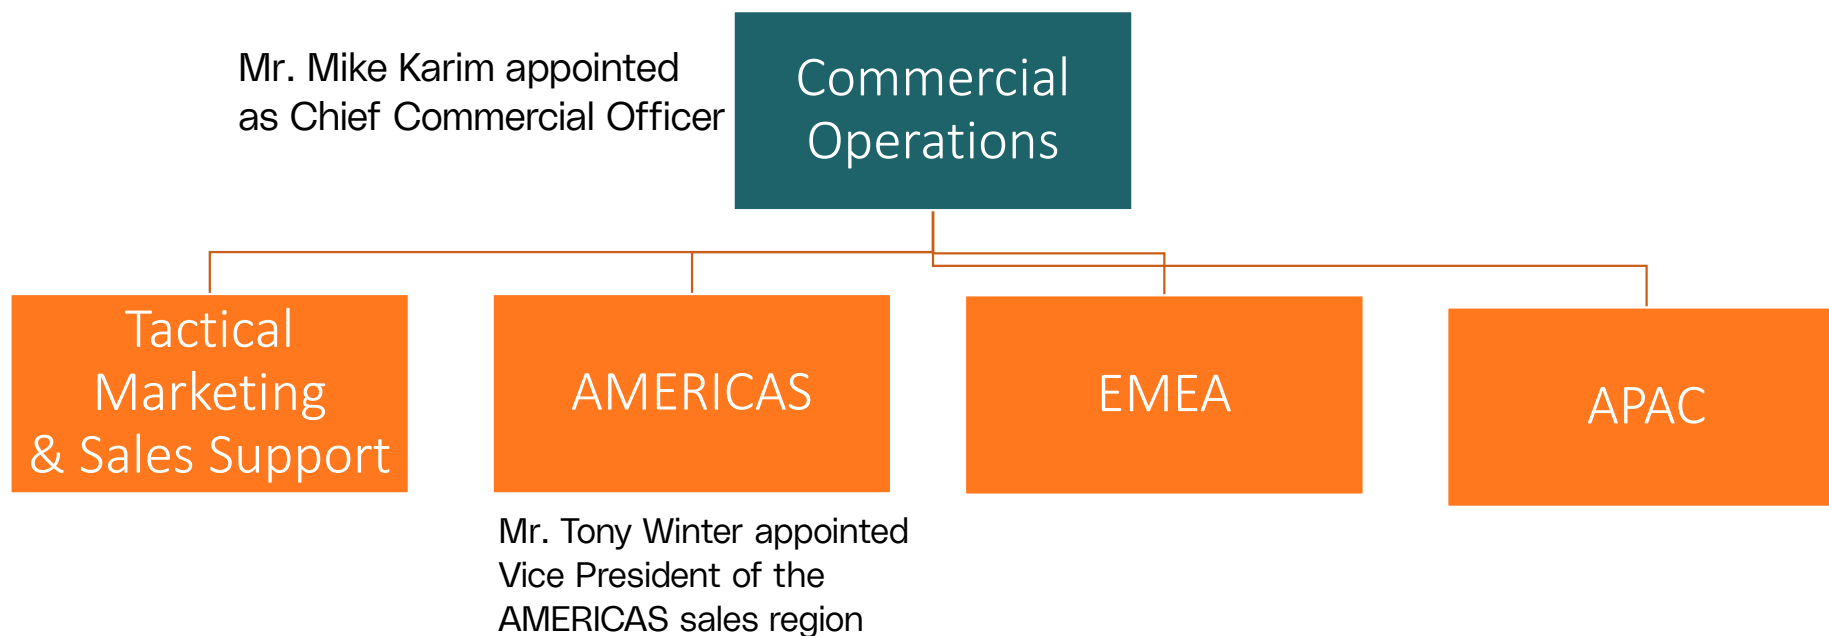 Mr. Mike Karim appointed
as Chief Commercial Officer
Commercial
Operations
Tactical
Marketing
& Sales Support
AMERICAS
EMEA
APAC
Mr. Tony Winter appointed
Vice President of the
AMERICAS sales region